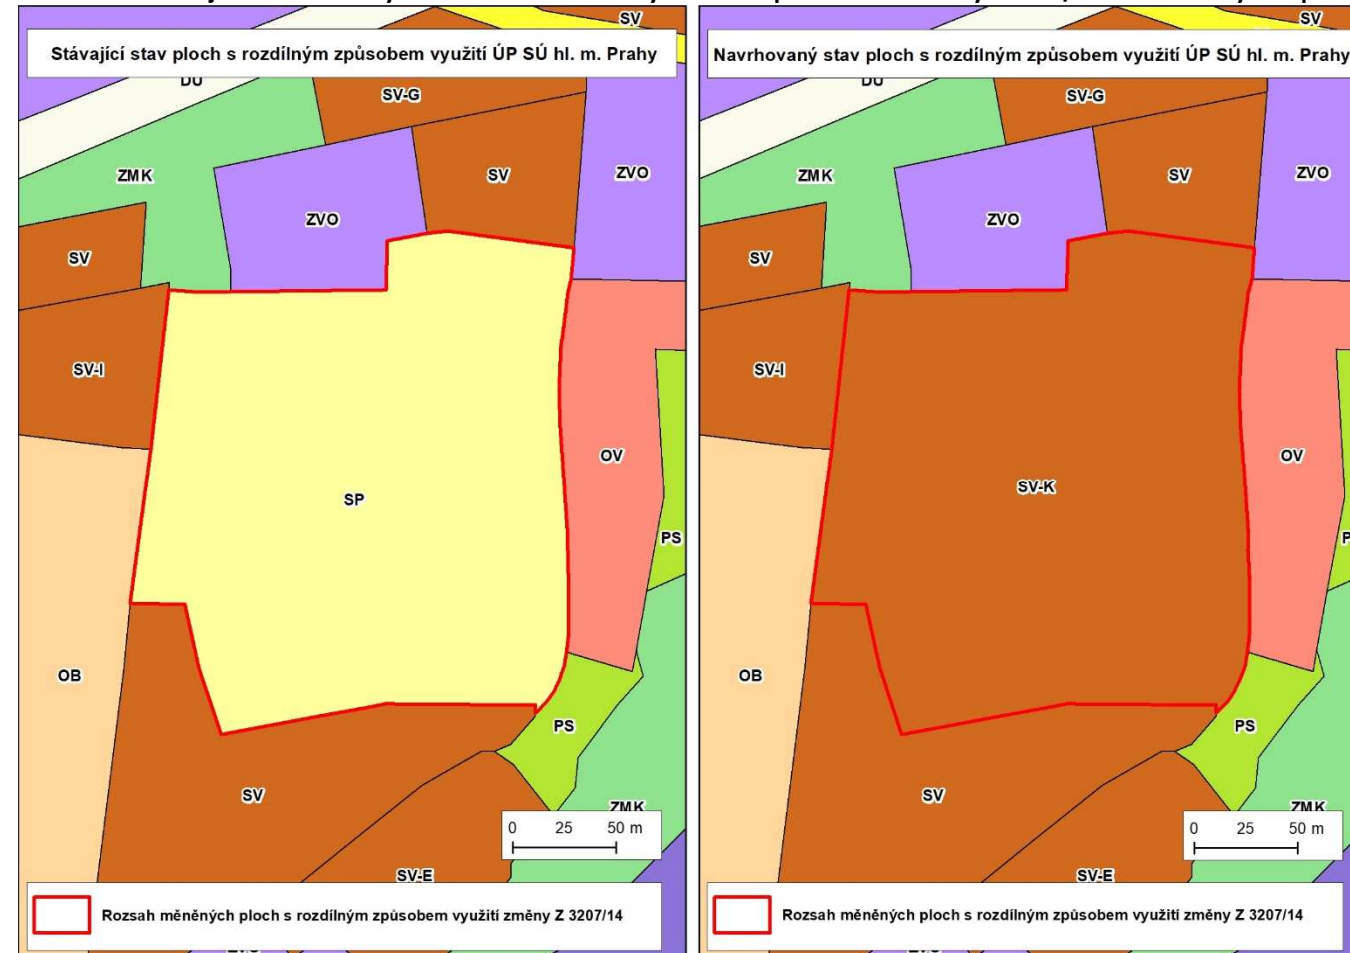 SV
Stávající stav ploch s rozdílným způsobem využití ÚP SÚ hl. m. Prahy
DU
SV-G
ZMK
SV
ZVO
ZVO
SV
SV-I
OV
SP
PS
OB
PS
SV
ZMK
0 25 50 m
SV-E
Rozsah měněných ploch s rozdílným způsobem využití změny Z 3207/14
SV
Navrhovaný stav ploch s rozdílným způsobem využití ÚP SÚ hl. m. Prahy
DU
SV-G
ZMK
SV
ZVO
ZVO
SV
SV-I
OV
SV-K
OB
PS
SV
ZMK
0 25 50 m
SV-E
Rozsah měněných ploch s rozdílným způsobem využití změny Z 3207/14